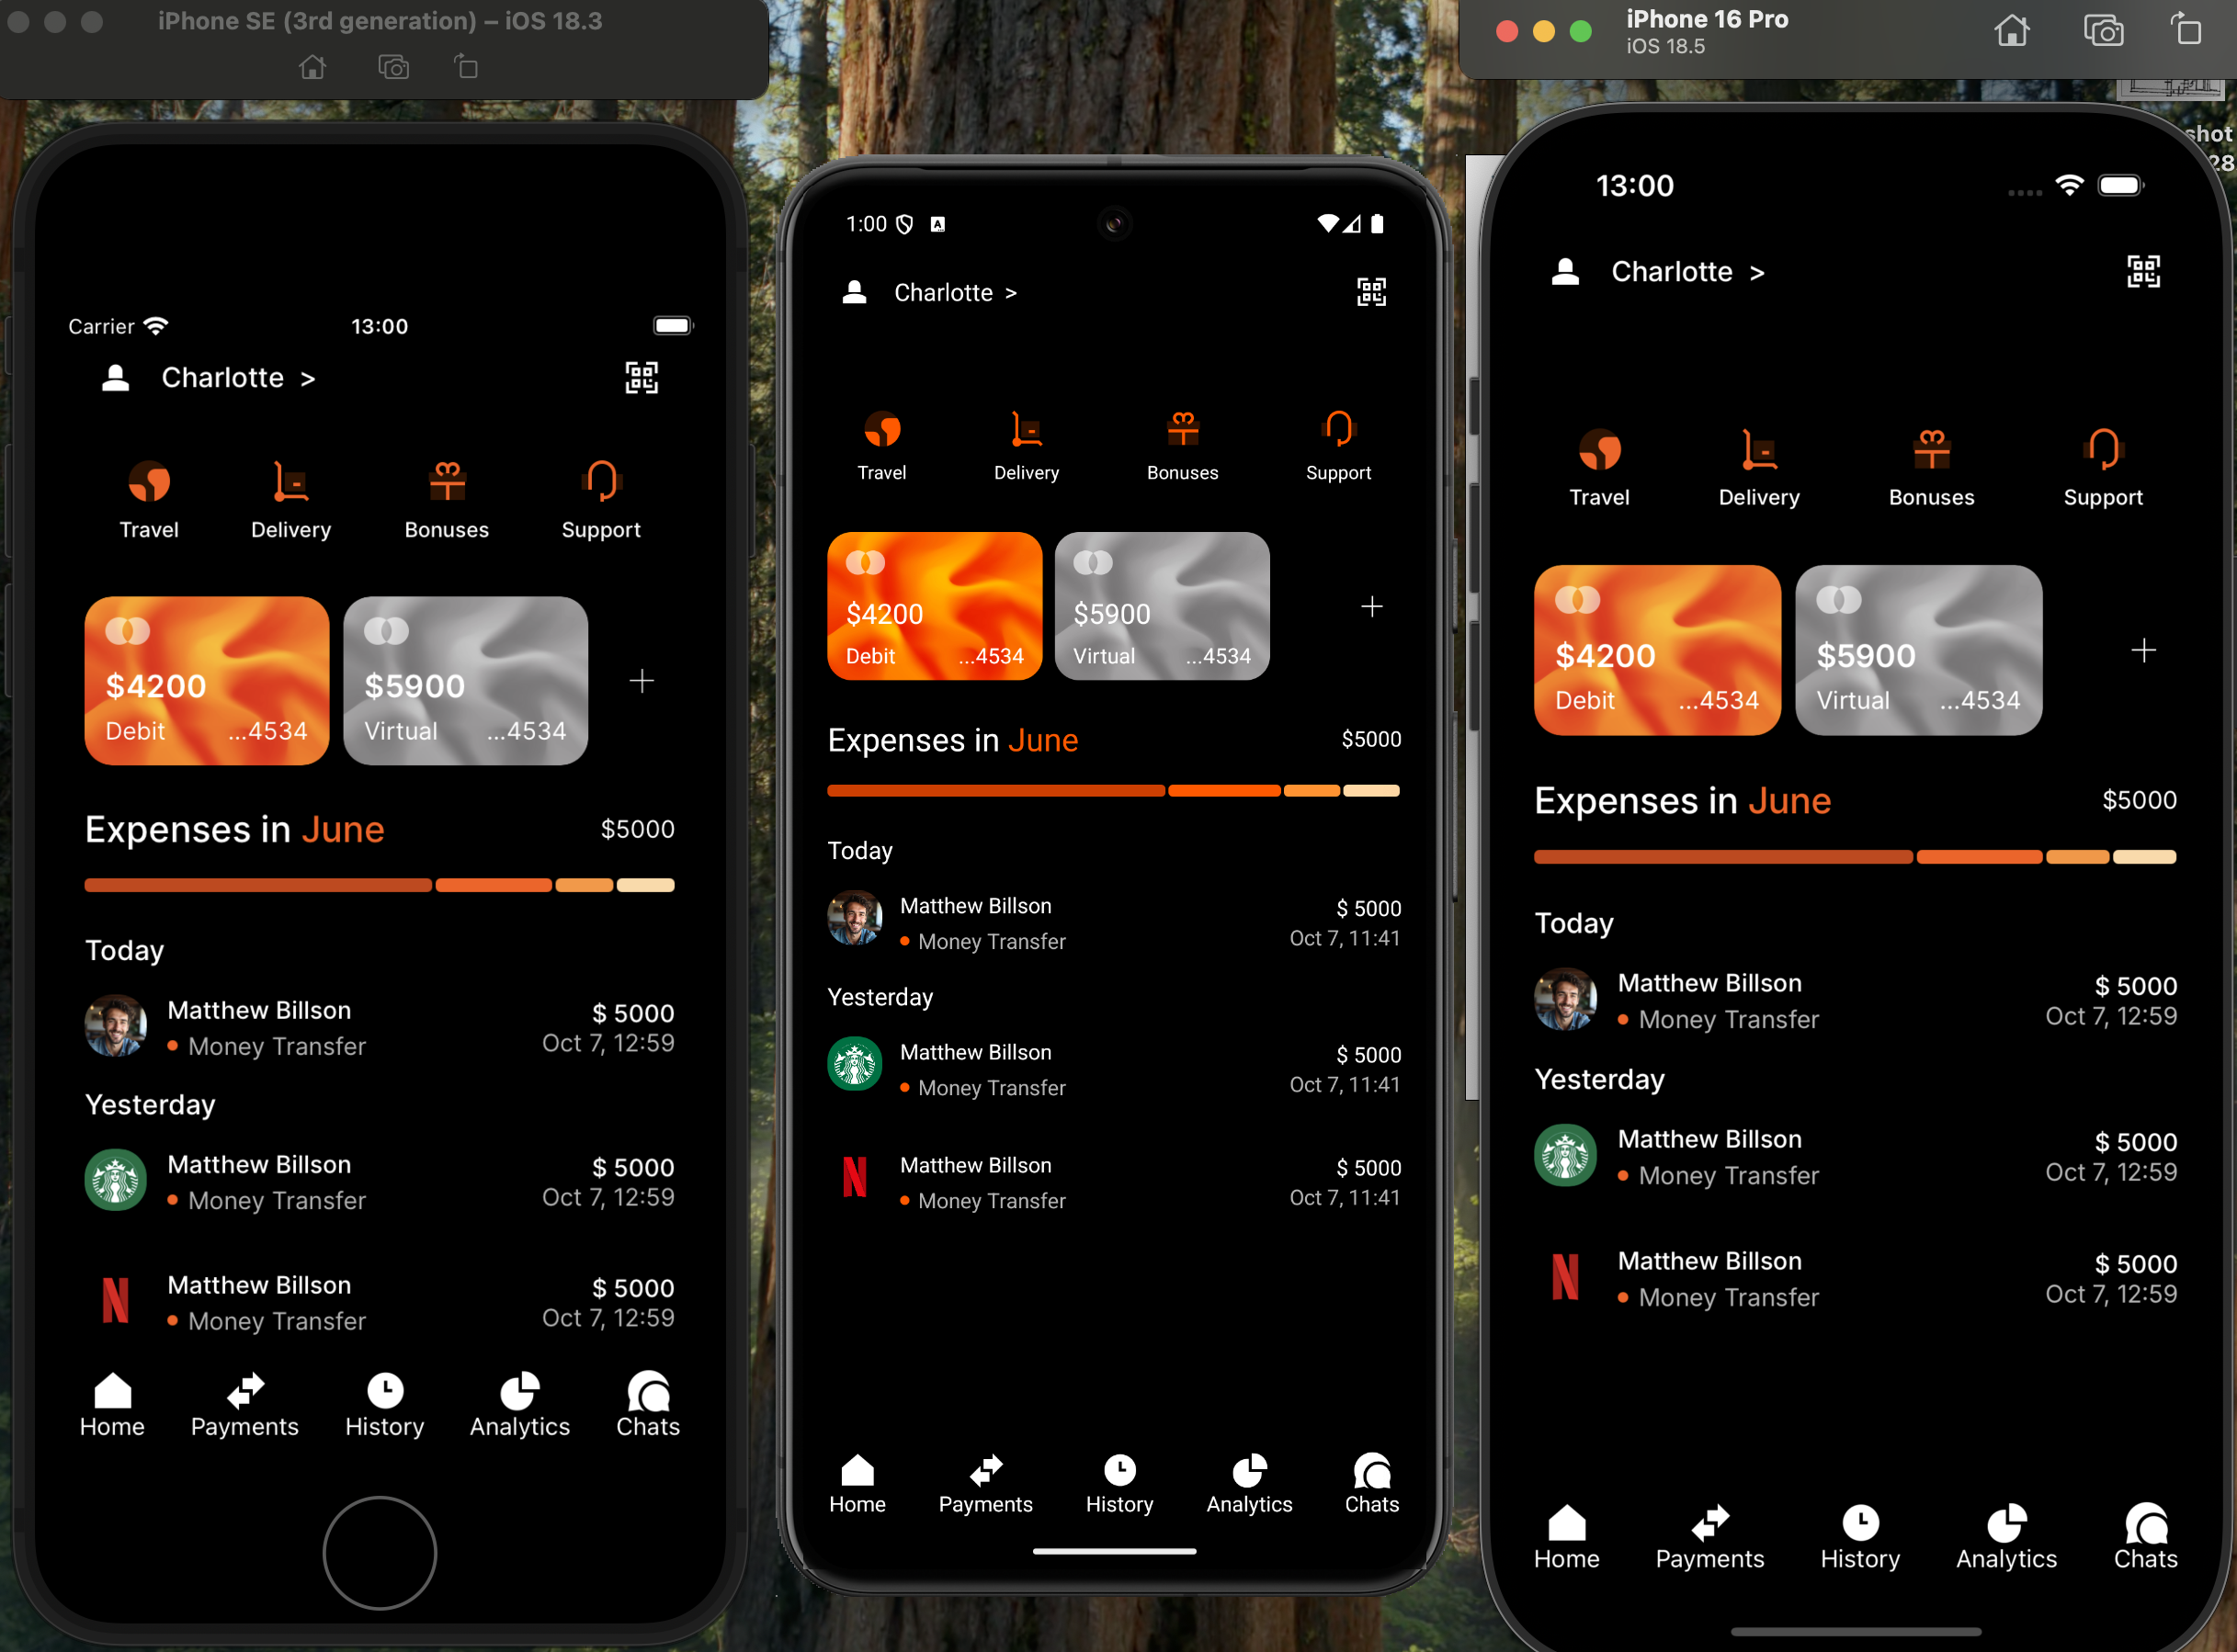 iPhone SE (3rd generation) – iOS 18.3
Carrier
13:00
Charlotte >
Travel
Delivery
Bonuses
Support
$4200
Debit
...4534
$5900
Virtual
...4534
+
Expenses in June
$5000
Today
Matthew Billson
$ 5000
Money Transfer
Oct 7, 12:59
Yesterday
Matthew Billson
$ 5000
Money Transfer
Oct 7, 12:59
N
Matthew Billson
$ 5000
Money Transfer
Oct 7, 12:59
Home
Payments
History
Analytics
Chats
1:00
A
Charlotte >
Travel
Delivery
Bonuses
Support
$4200
Debit
...4534
$5900
Virtual
...4534
+
Expenses in June
$5000
Today
Matthew Billson
$ 5000
Money Transfer
Oct 7, 11:41
Yesterday
Matthew Billson
$ 5000
Money Transfer
Oct 7, 11:41
N
Matthew Billson
$ 5000
Money Transfer
Oct 7, 11:41
Home
Payments
History
Analytics
Chats
iPhone 16 Pro
iOS 18.5
shot
28
13:00
Charlotte >
Travel
Delivery
Bonuses
Support
$4200
Debit
...4534
$5900
Virtual
...4534
+
Expenses in June
$5000
Today
Matthew Billson
$ 5000
Money Transfer
Oct 7, 12:59
Yesterday
Matthew Billson
$ 5000
Money Transfer
Oct 7, 12:59
N
Matthew Billson
$ 5000
Money Transfer
Oct 7, 12:59
Home
Payments
History
Analytics
Chats